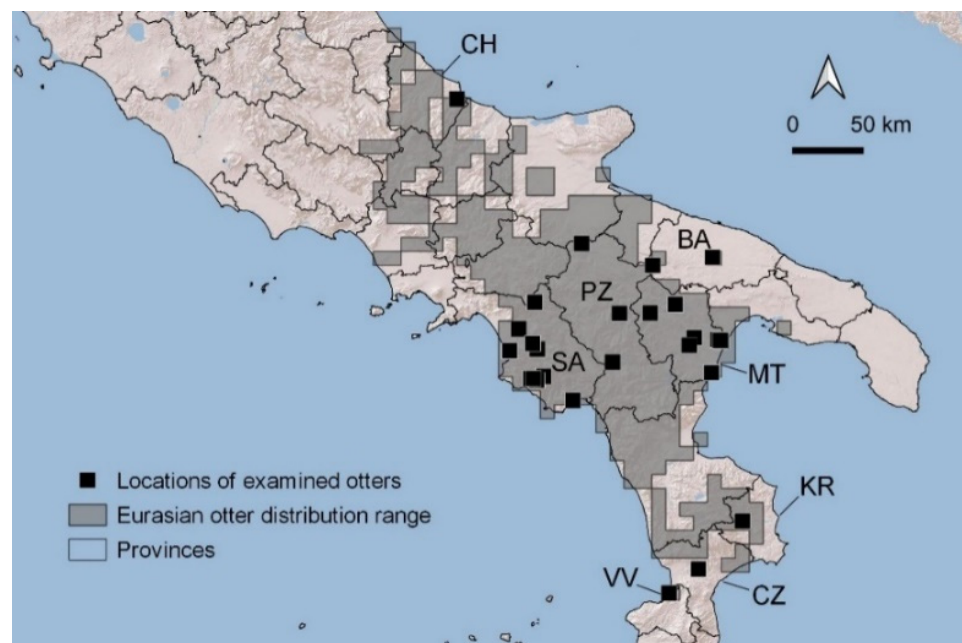 CH
0 50 km
BA
PZ
SA
MT
Locations of examined otters
Eurasian otter distribution range
Provinces
KR
VV
CZ